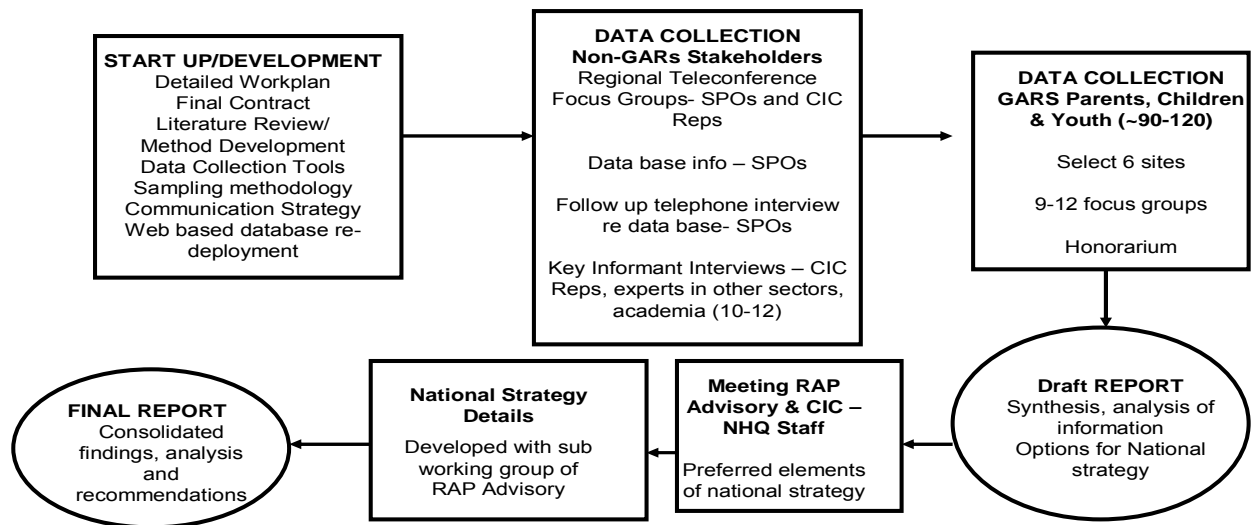 START UP/DEVELOPMENT
Detailed Workplan
Final Contract
Literature Review/
Method Development
Data Collection Tools
Sampling methodology
Communication Strategy
Web based database re-
deployment
DATA COLLECTION
Non-GARs Stakeholders
Regional Teleconference
Focus Groups- SPOs and CIC
Reps
Data base info – SPOs
Follow up telephone interview
re data base- SPOs
Key Informant Interviews – CIC
Reps, experts in other sectors,
academia (10-12)
DATA COLLECTION
GARS Parents, Children
& Youth (~90-120)
Select 6 sites
9-12 focus groups
Honorarium
Draft REPORT
Synthesis, analysis of
information
Options for National
strategy
Meeting RAP
Advisory & CIC –
NHQ Staff
Preferred elements
of national strategy
National Strategy
Details
Developed with sub
working group of
RAP Advisory
FINAL REPORT
Consolidated
findings, analysis
and
recommendations